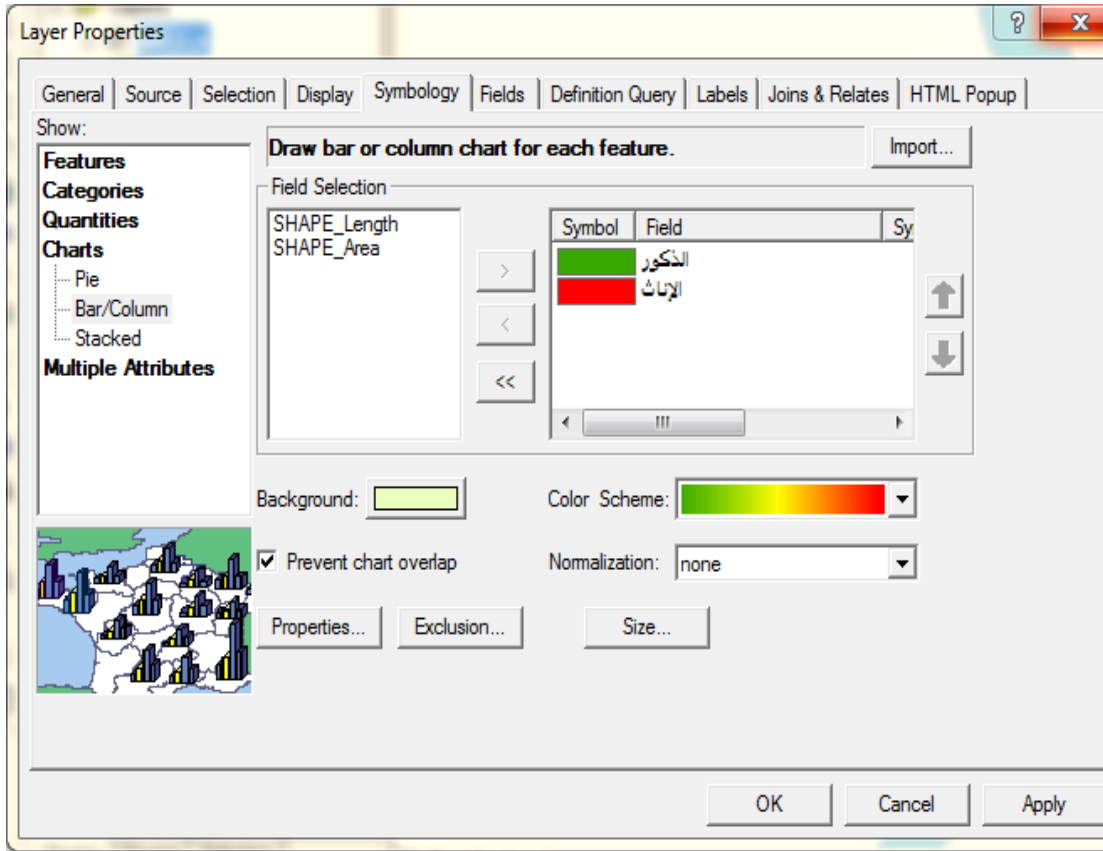 Layer Properties
General Source Selection Display Symbology Fields Definition Query Labels Joins & Relates HTML Popup
Show:
Features
Categories
Quantities
Charts
Pie
Bar/Column
Stacked
Multiple Attributes
Draw bar or column chart for each feature.
Import...
Field Selection
SHAPE_Length
SHAPE_Area
>
<
<<
Symbol Field Sy
الذكور
الإناث
Background:
Color Scheme:
Prevent chart overlap
Normalization: none
Properties... Exclusion... Size...
OK Cancel Apply